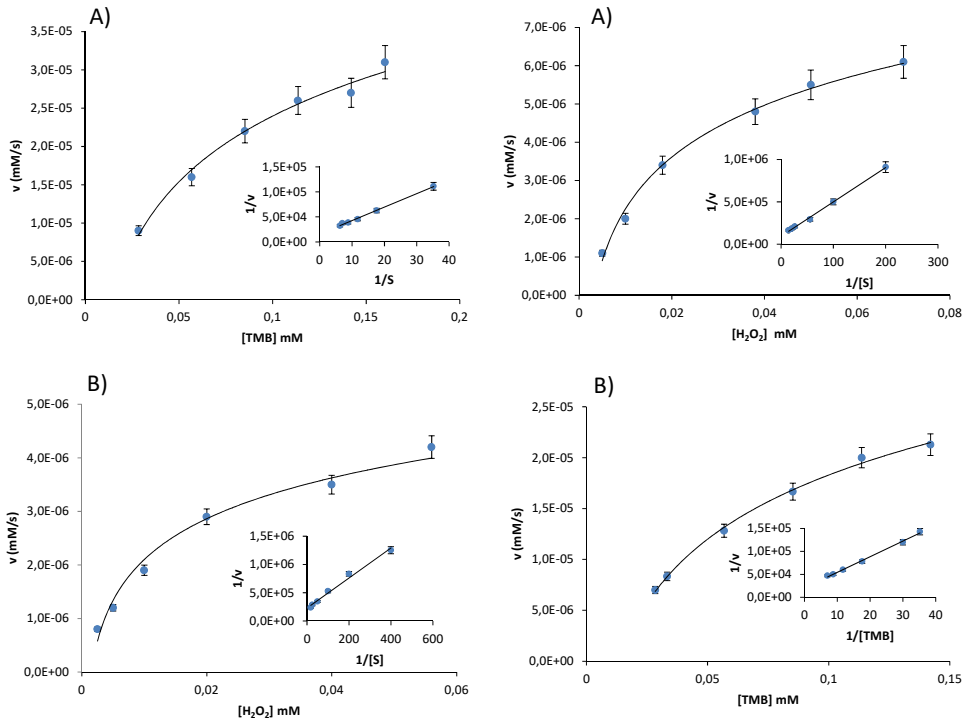 A)
3,5E-05
3,0E-05
2,5E-05
2,0E-05
1,5E-05
1,0E-05
5,0E-06
0,0E+00
v (mM/s)
0
0,05
0,1
0,15
0,2
[TMB] mM
1,5E+05
1,0E+05
5,0E+04
0,0E+00
1/v
0
10
20
30
40
1/S
A)
7,0E-06
6,0E-06
5,0E-06
4,0E-06
3,0E-06
2,0E-06
1,0E-06
0,0E+00
v (mM/s)
0
0,02
0,04
0,06
0,08
[H₂O₂] mM
1,0E+06
5,0E+05
0,0E+00
1/v
0
100
200
300
1/[S]
B)
5,0E-06
4,0E-06
3,0E-06
2,0E-06
1,0E-06
0,0E+00
v (mM/s)
0
0,02
0,04
0,06
[H₂O₂] mM
1,5E+06
1,0E+06
5,0E+05
0,0E+00
1/v
0
200
400
600
1/[S]
B)
2,5E-05
2,0E-05
1,5E-05
1,0E-05
5,0E-06
0,0E+00
v (mM/s)
0
0,05
0,1
0,15
[TMB] mM
1,5E+05
1,0E+05
5,0E+04
0,0E+00
1/v
0
10
20
30
40
1/[TMB]